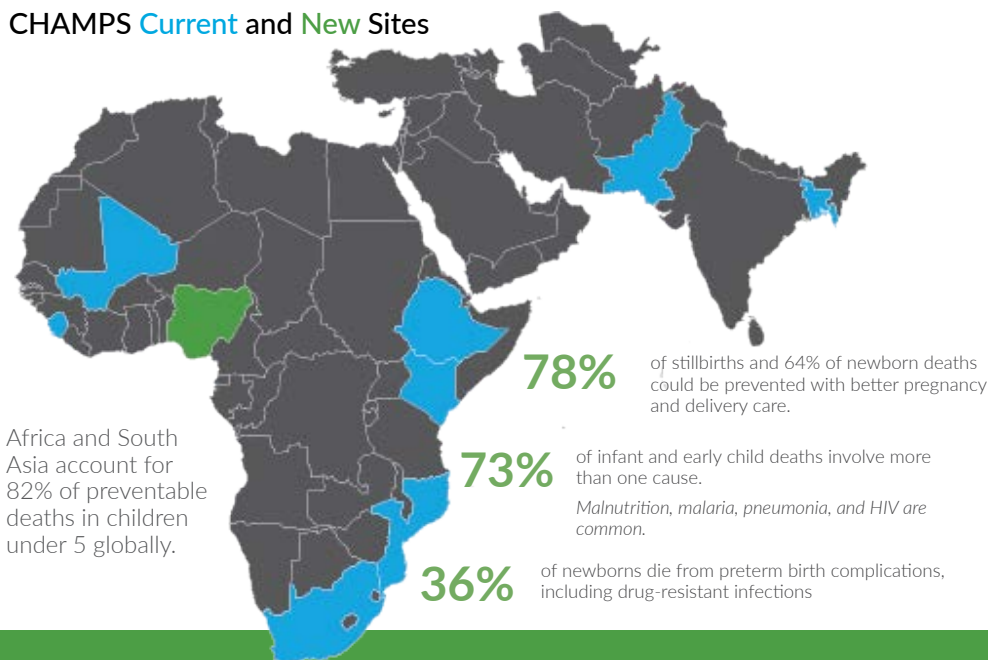 CHAMPS Current and New Sites
78%
of stillbirths and 64% of newborn deaths
could be prevented with better pregnancy
and delivery care.
Africa and South
Asia account for
82% of preventable
deaths in children
under 5 globally.
73%
of infant and early child deaths involve more
than one cause.
Malnutrition, malaria, pneumonia, and HIV are
common.
36%
of newborns die from preterm birth complications,
including drug-resistant infections